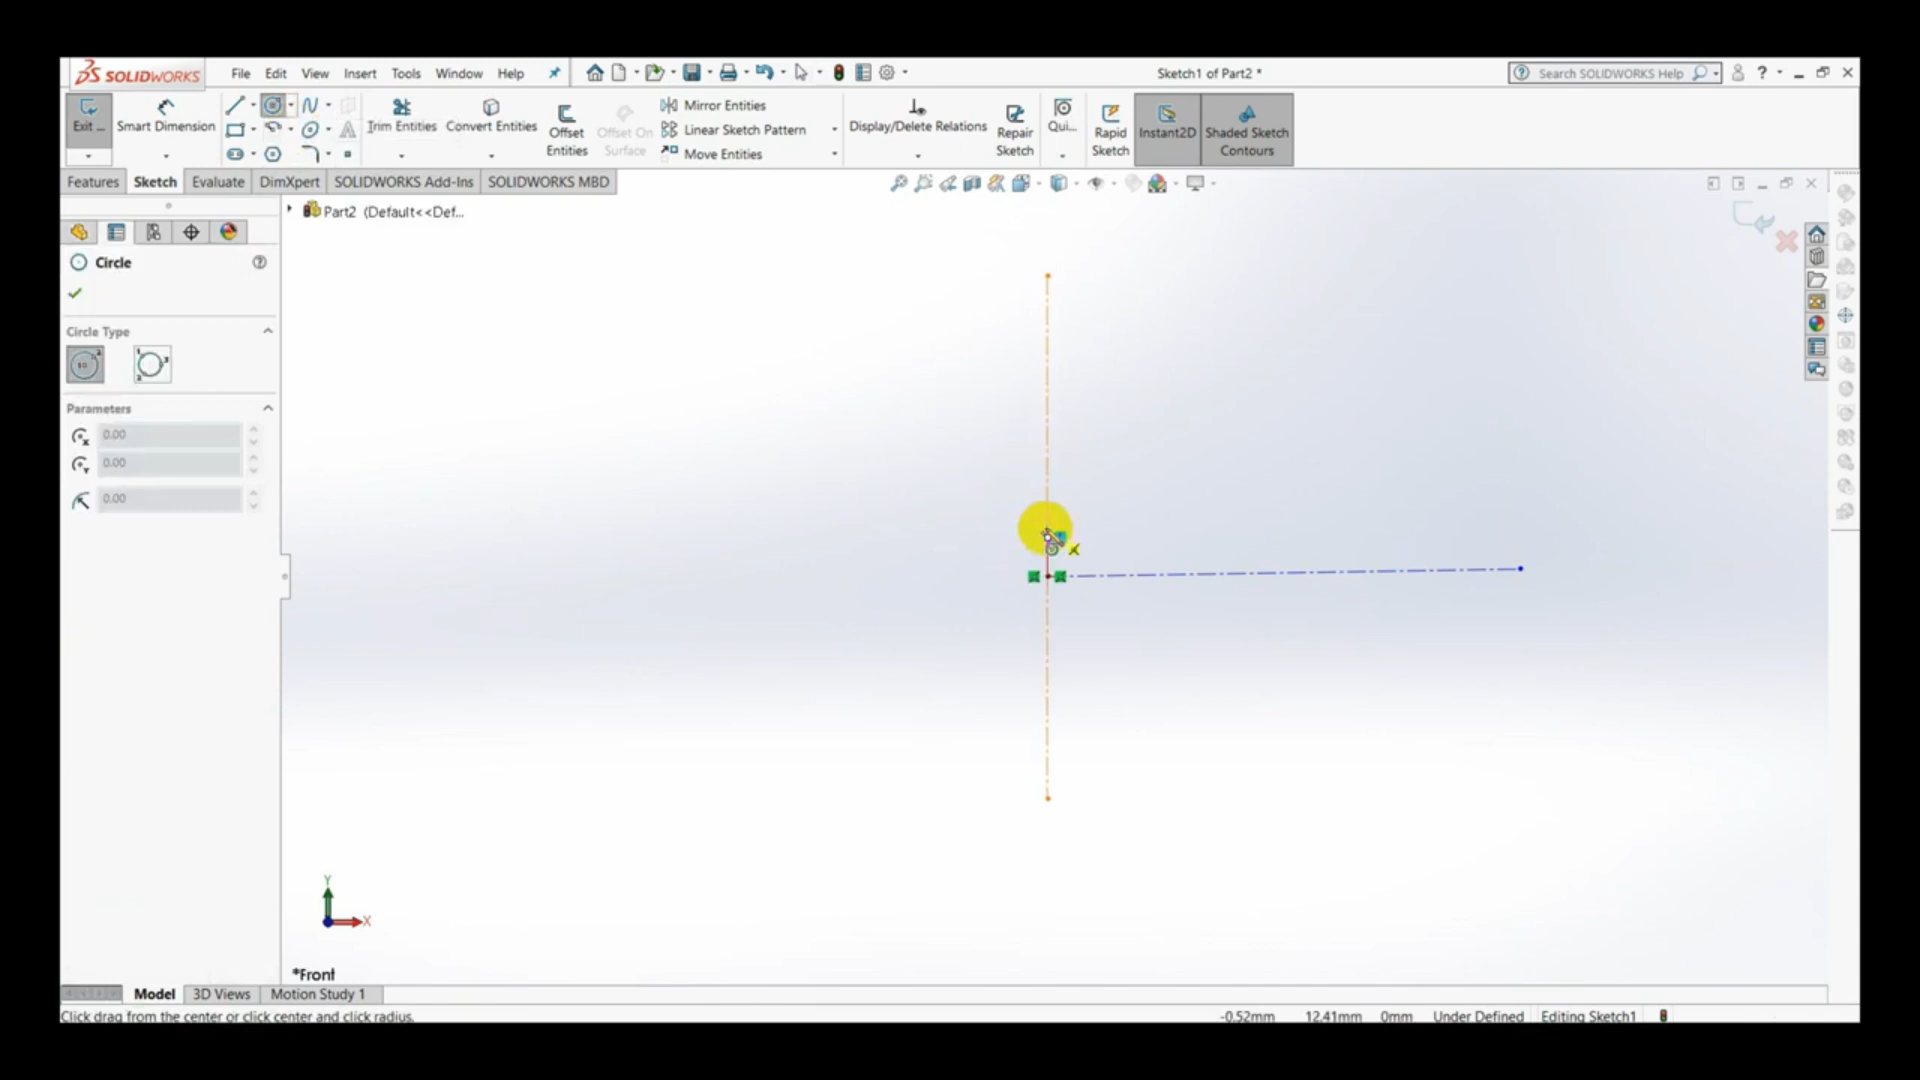 SOLIDWORKS File Edit View Insert Tools Window Help Sketch1 of Part2 * Search SOLIDWORKS Help ?
Exit ... Smart Dimension Trim Entities Convert Entities Offset Entities Offset On Surface Mirror Entities Linear Sketch Pattern Move Entities Display/Delete Relations Repair Sketch Qui... Rapid Sketch Instant2D Shaded Sketch Contours
Features Sketch Evaluate DimXpert SOLIDWORKS Add-Ins SOLIDWORKS MBD
Part2 (Default<<Def...
Circle ?
Circle Type
Parameters
0.00
0.00
0.00
Y
X
*Front
Model 3D Views Motion Study 1
Click drag from the center or click center and click radius. -0.52mm 12.41mm 0mm Under Defined Editing Sketch1